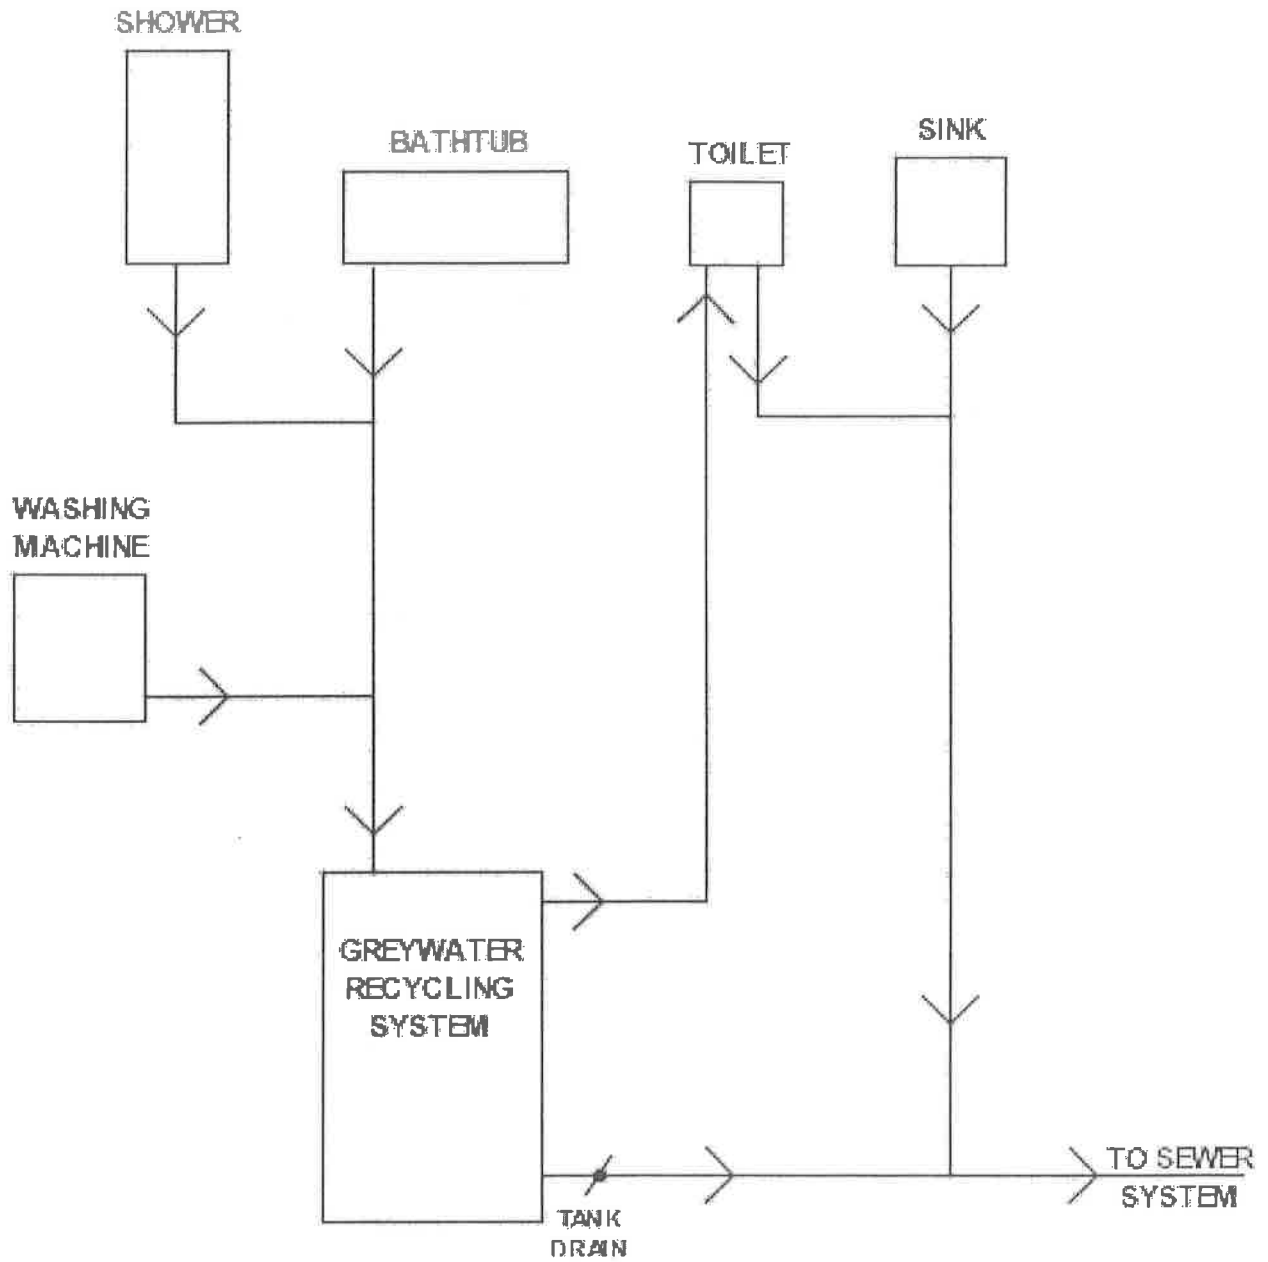 SHOWER
BATHTUB
TOILET
SINK
WASHING
MACHINE
GREYWATER
RECYCLING
SYSTEM
TANK
DRAIN
TO SEWER
SYSTEM